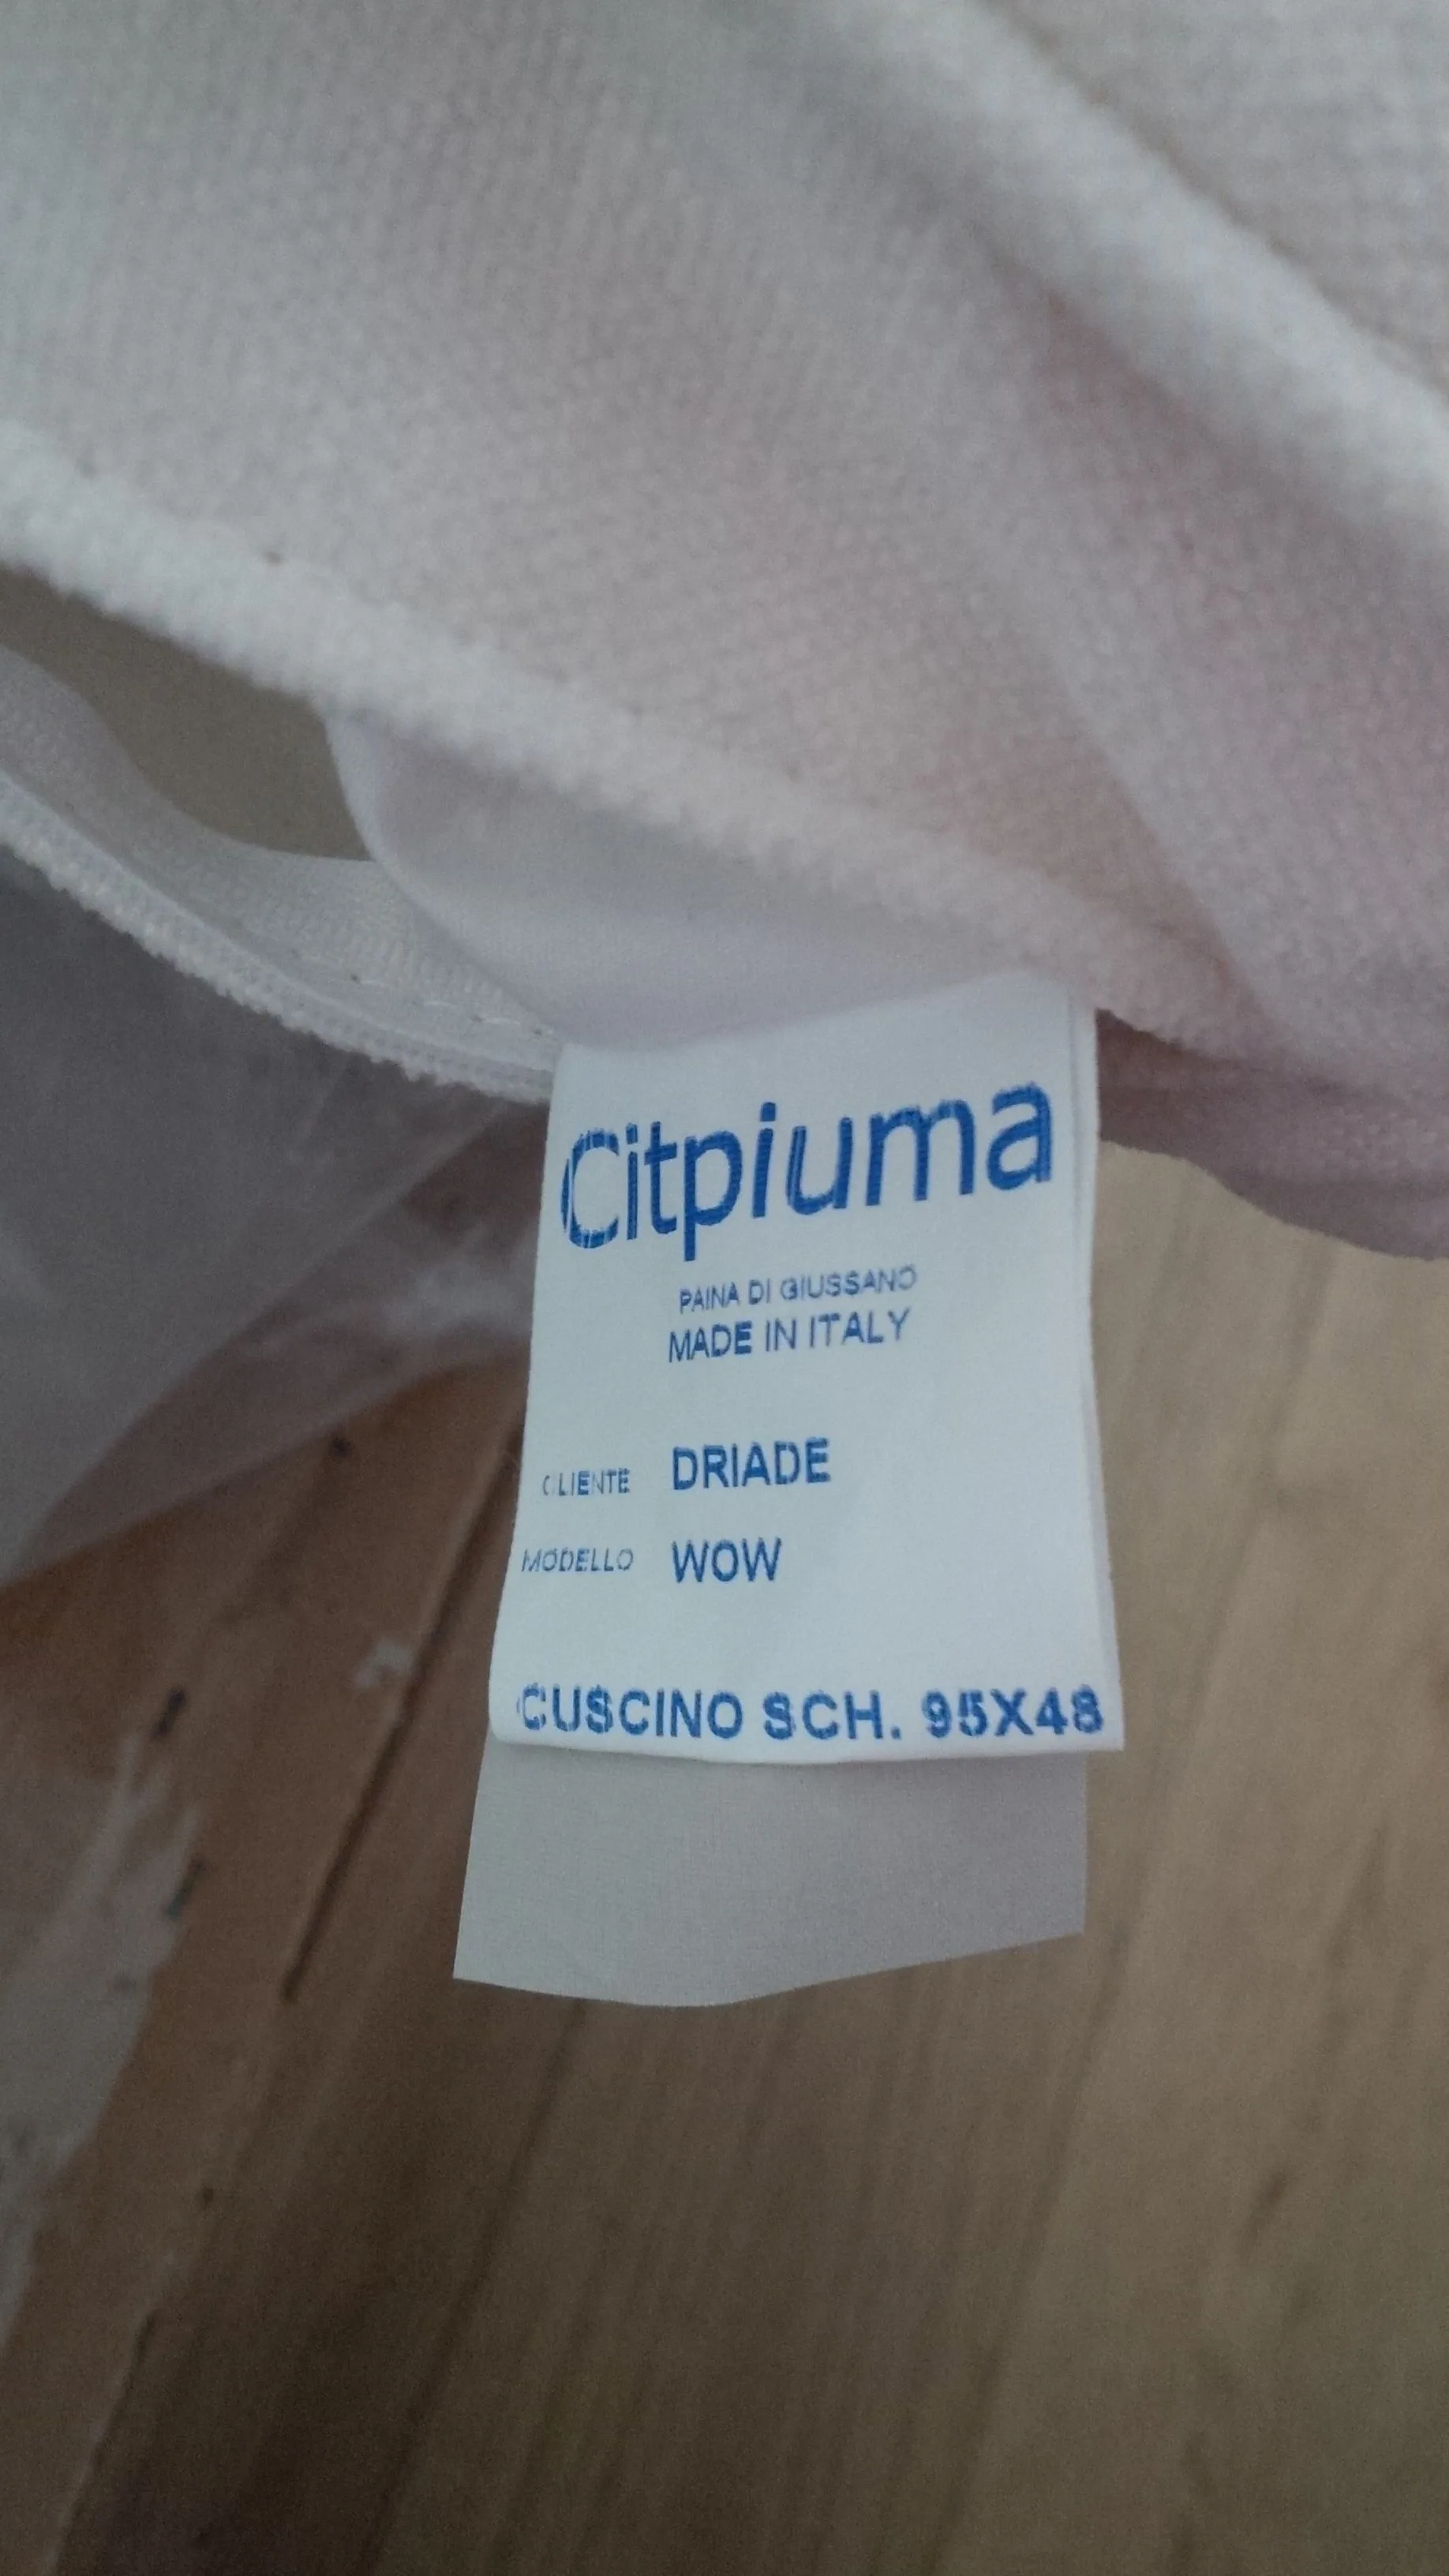 Citpiuma
PAINA DI GIUSSANO
MADE IN ITALY
CLIENTE DRIADE
MODELLO WOW
CUSCINO SCH. 95X48